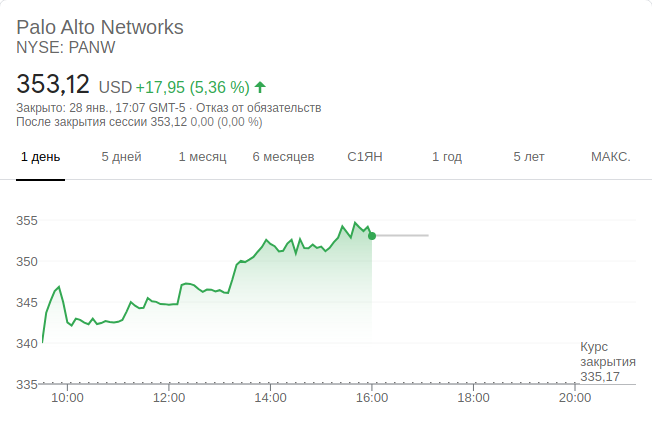 Palo Alto Networks
NYSE: PANW
353,12 USD +17,95 (5,36 %)
Закрыто: 28 янв., 17:07 GMT-5 · Отказ от обязательств
После закрытия сессии 353,12 0,00 (0,00 %)
1 день 5 дней 1 месяц 6 месяцев С1ЯН 1 год 5 лет МАКС.
355
350
345
340
Курс
закрытия
335,17
335
10:00 12:00 14:00 16:00 18:00 20:00